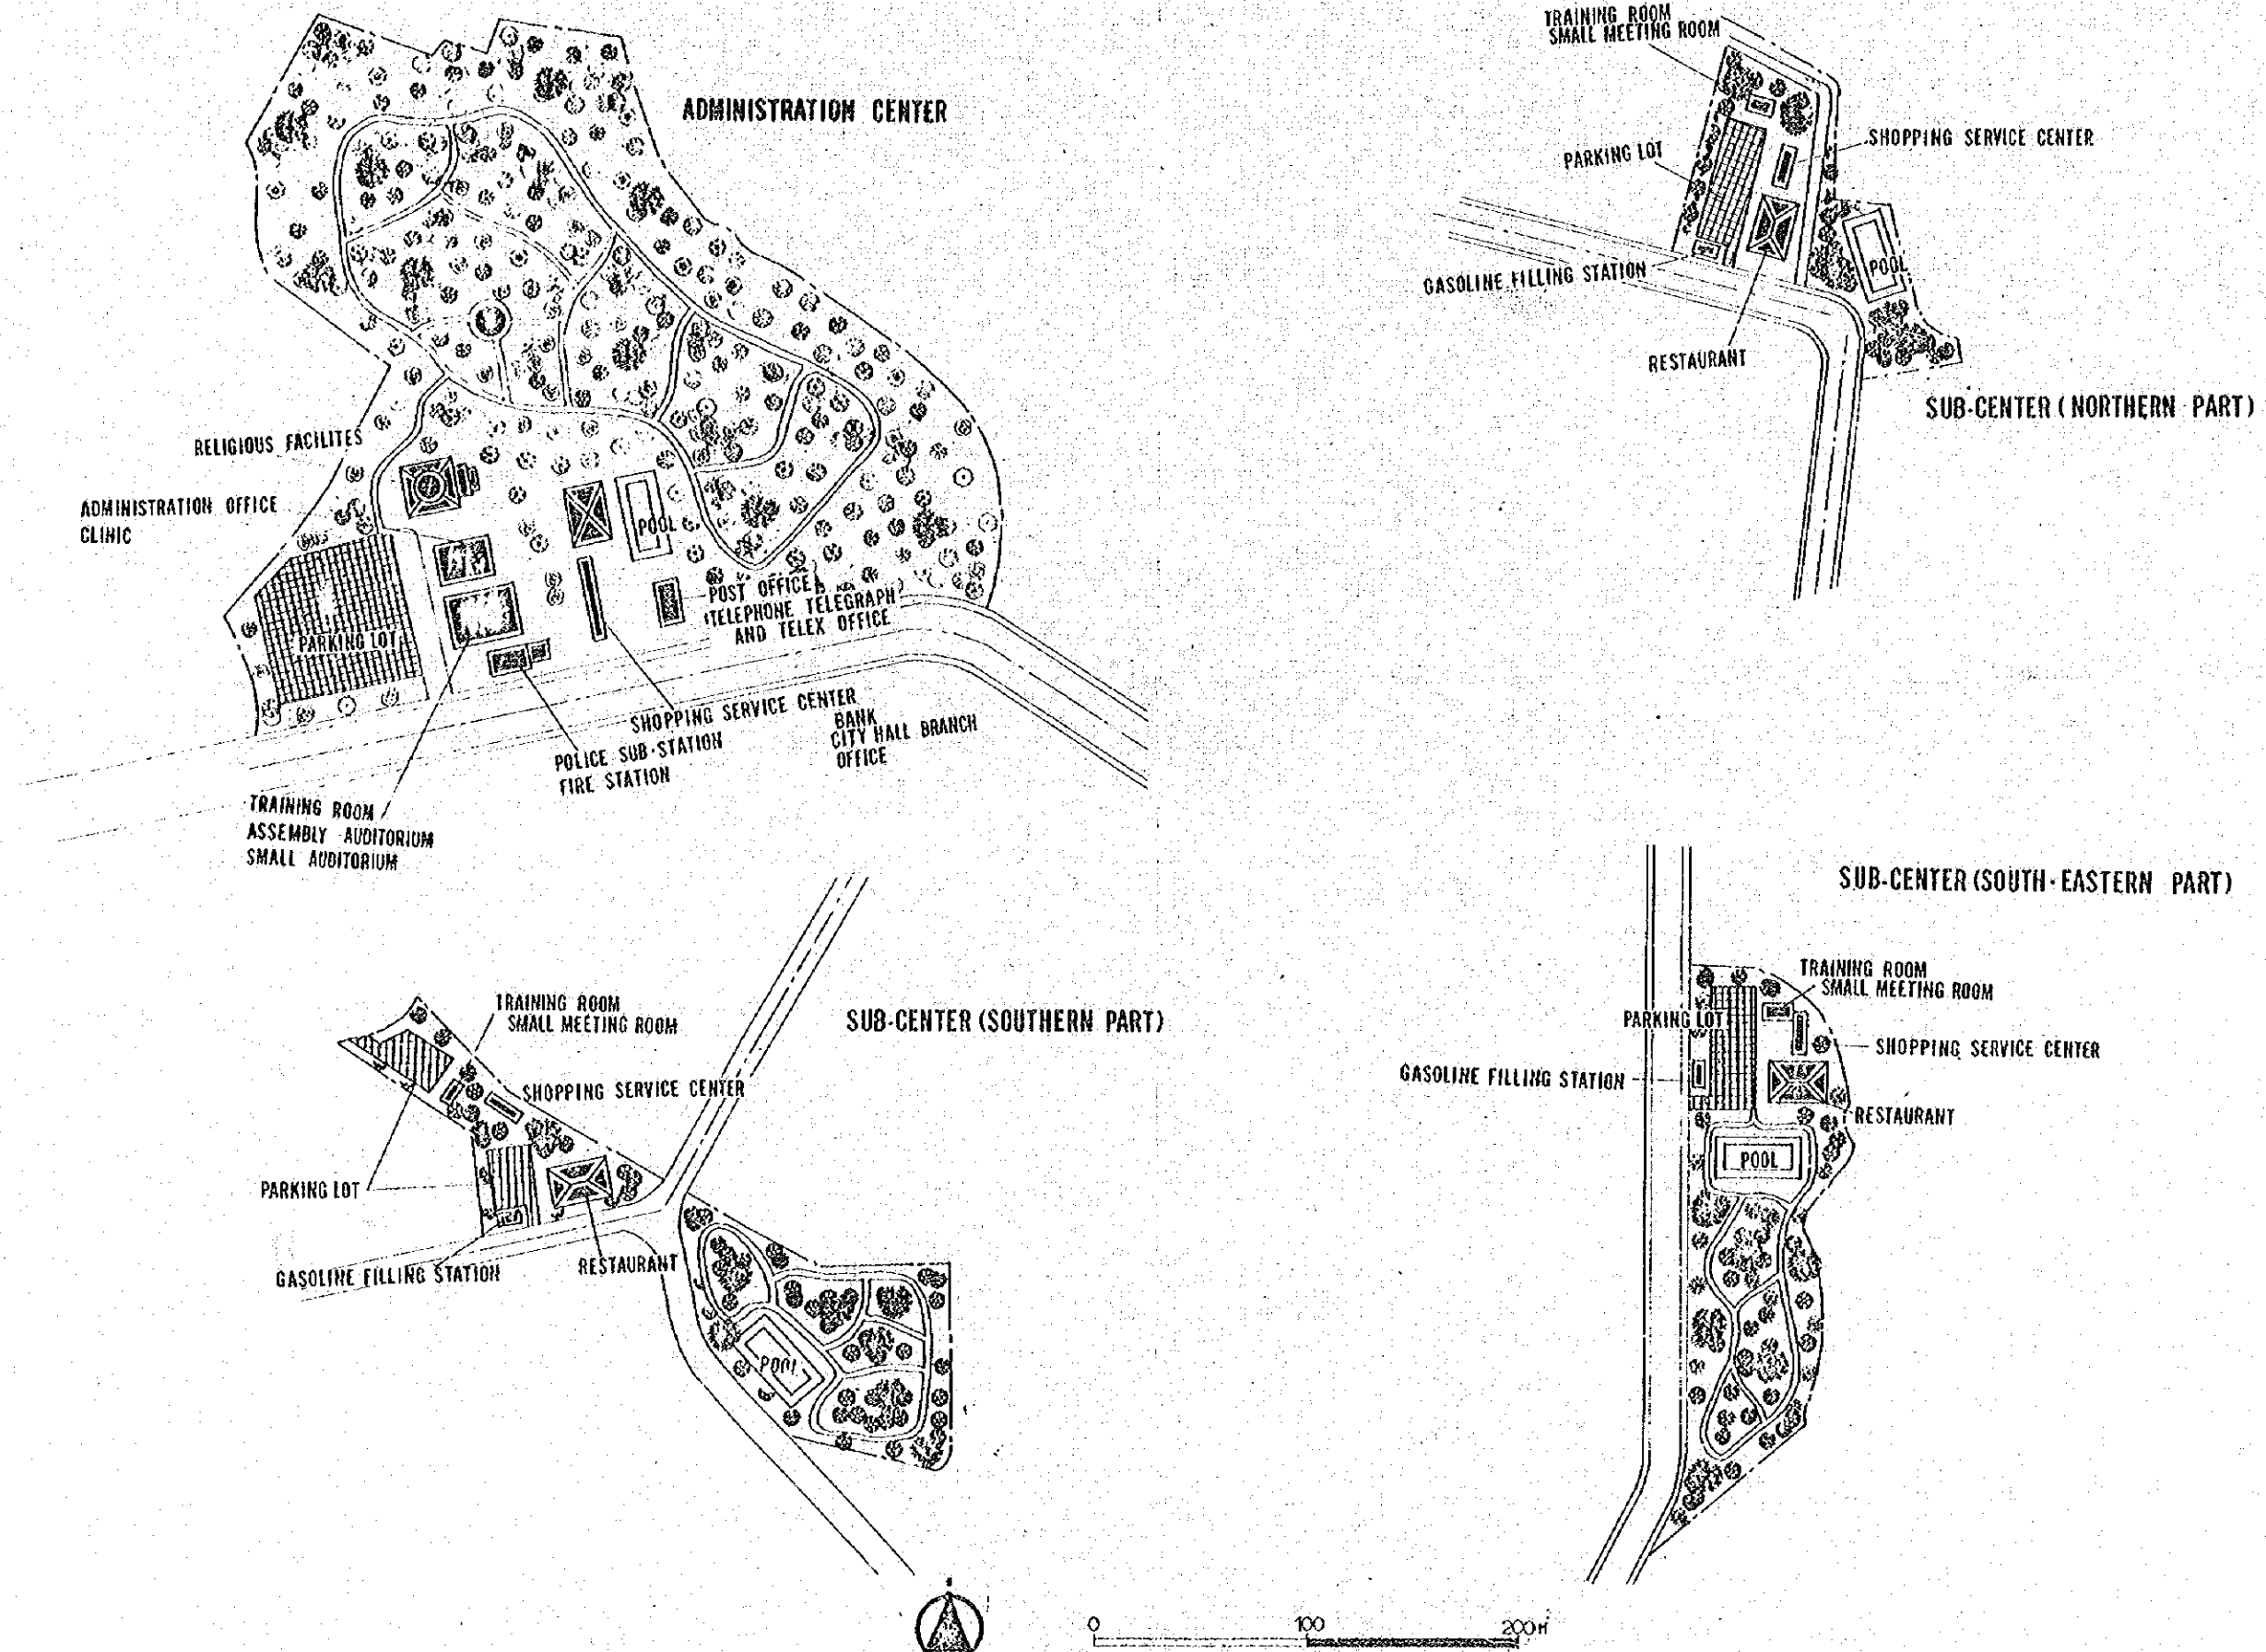 ADMINISTRATION CENTER
RELIGIOUS FACILITES
ADMINISTRATION OFFICE
CLINIC
POOL
PARKING LOT
POST OFFICE
TELEPHONE TELEGRAPH
AND TELEX OFFICE
SHOPPING SERVICE CENTER
BANK
CITY HALL BRANCH
OFFICE
POLICE SUB-STATION
FIRE STATION
TRAINING ROOM
ASSEMBLY AUDITORIUM
SMALL AUDITORIUM
TRAINING ROOM
SMALL MEETING ROOM
SHOPPING SERVICE CENTER
PARKING LOT
POOL
GASOLINE FILLING STATION
RESTAURANT
SUB-CENTER (NORTHERN PART)
SUB-CENTER (SOUTHERN PART)
TRAINING ROOM
SMALL MEETING ROOM
SHOPPING SERVICE CENTER
PARKING LOT
GASOLINE FILLING STATION
RESTAURANT
POOL
SUB-CENTER (SOUTH-EASTERN PART)
TRAINING ROOM
SMALL MEETING ROOM
PARKING LOT
SHOPPING SERVICE CENTER
GASOLINE FILLING STATION
RESTAURANT
POOL
0 100 200m